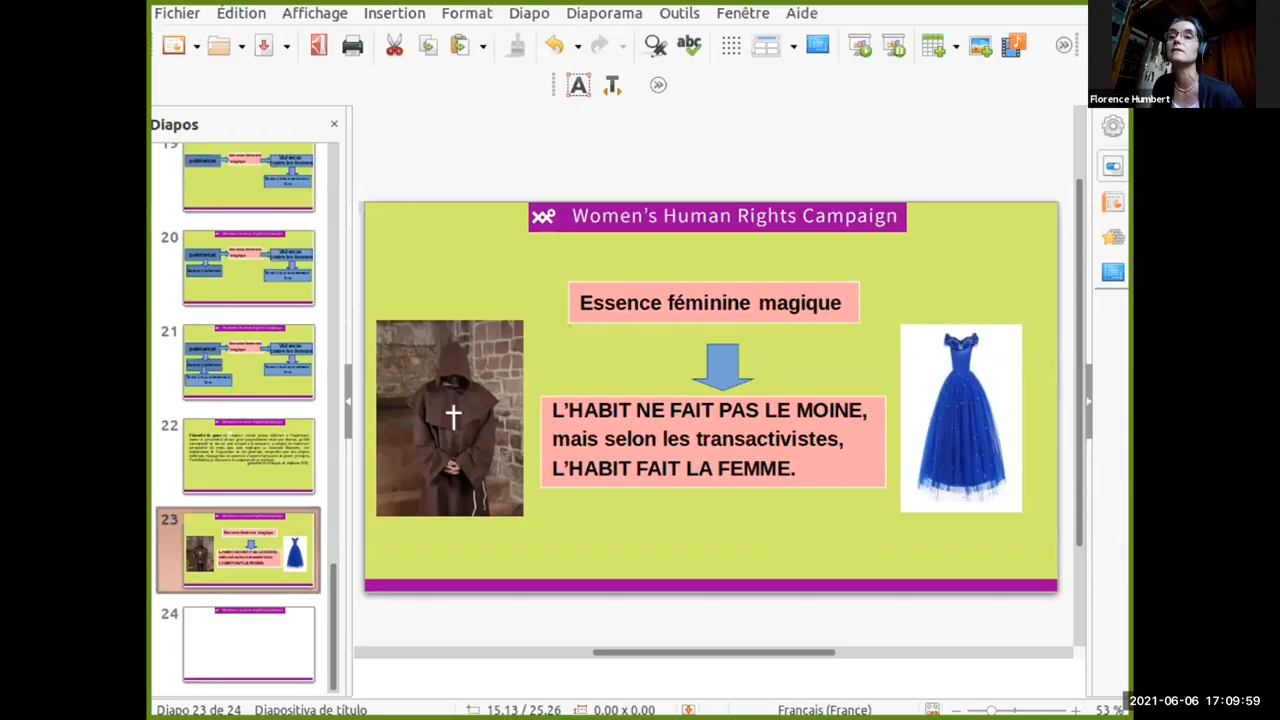 Fichier Édition Affichage Insertion Format Diapo Diaporama Outils Fenêtre Aide
Florence Humbert
Diapos
19
20
21
22
23
24
Women's Human Rights Campaign
Essence féminine magique
L'HABIT NE FAIT PAS LE MOINE,
mais selon les transactivistes,
L'HABIT FAIT LA FEMME.
Diapo 23 de 24 Diapositiva de título 15.13 / 25.26 0.00 x 0.00 Français (France) 53 %
2021-06-06 17:09:59